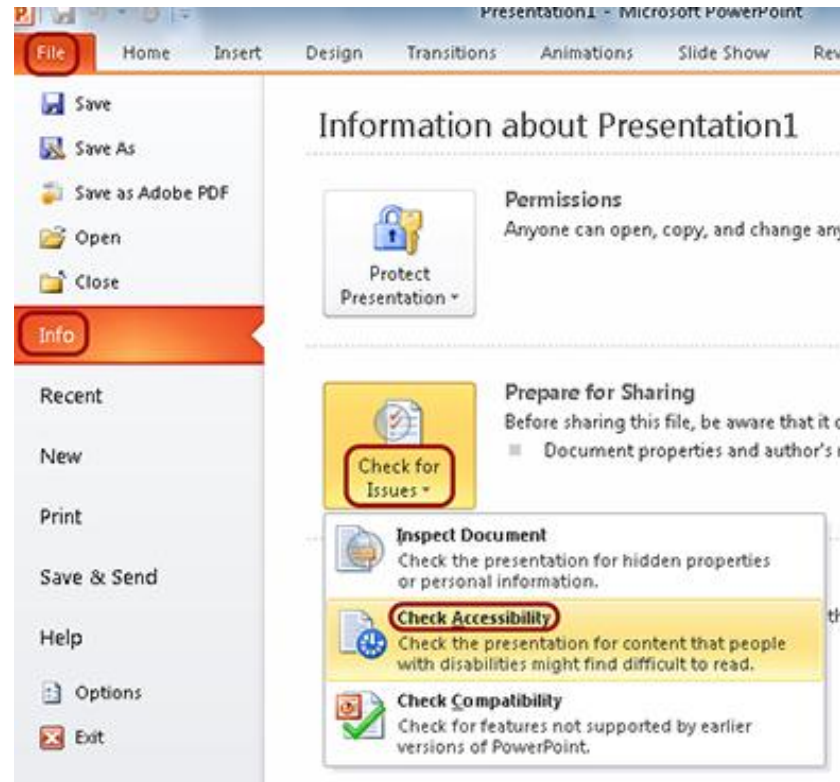 Presentation1 - Microsoft PowerPoint
File Home Insert Design Transitions Animations Slide Show
Save
Save As
Save as Adobe PDF
Open
Close
Info
Recent
New
Print
Save & Send
Help
Options
Exit
Information about Presentation1
Permissions
Anyone can open, copy, and change
Protect
Presentation
Prepare for Sharing
Before sharing this file, be aware that it
Document properties and author's
Check for
Issues
Inspect Document
Check the presentation for hidden properties
or personal information.
Check Accessibility
Check the presentation for content that people
with disabilities might find difficult to read.
Check Compatibility
Check for features not supported by earlier
versions of PowerPoint.